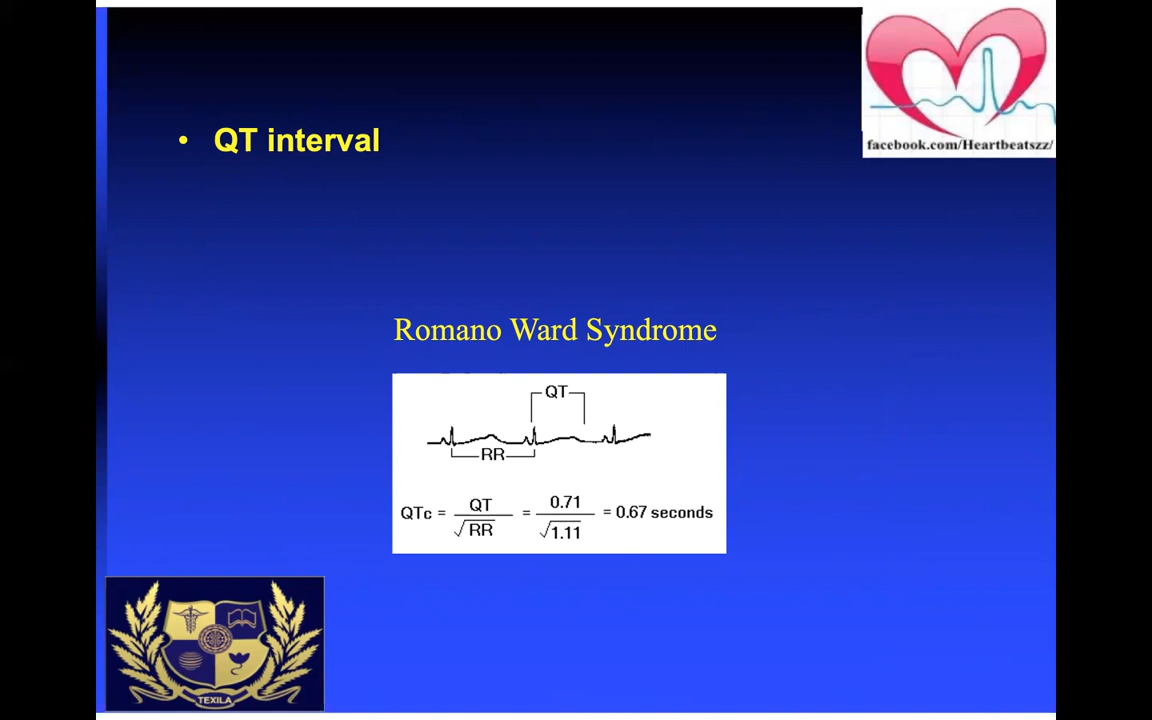 facebook.com/Heartbeatszz/
• QT interval
Romano Ward Syndrome
QT
RR
QTc = QT / √RR = 0.71 / √1.11 = 0.67 seconds
TEXILA